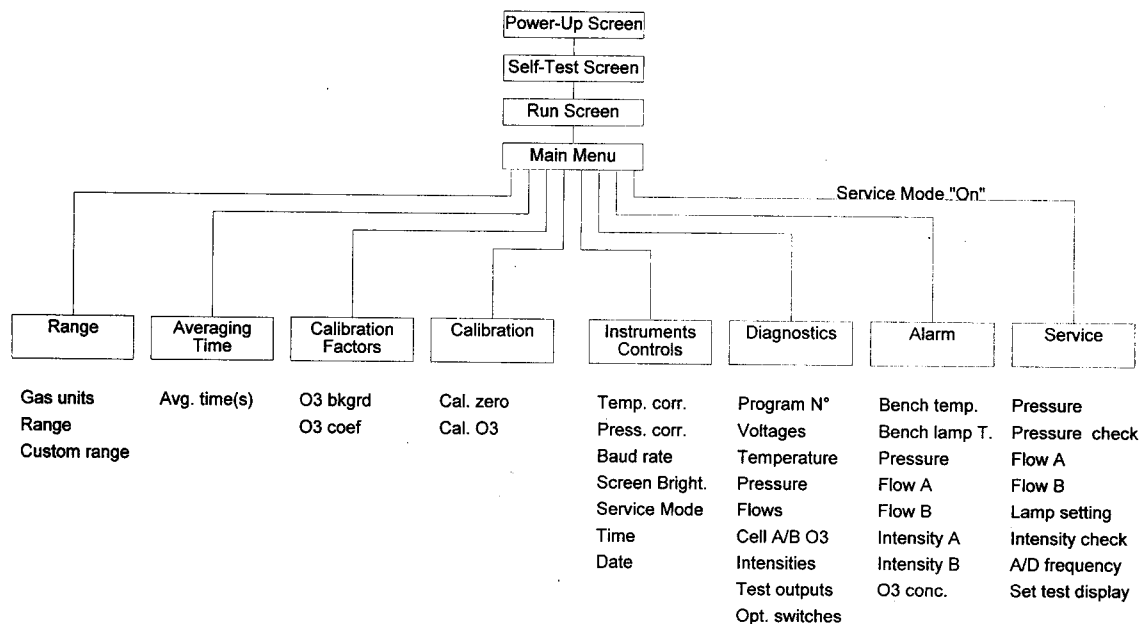 Power-Up Screen
Self-Test Screen
Run Screen
Main Menu
Service Mode "On"
Range
Averaging
Time
Calibration
Factors
Calibration
Instruments
Controls
Diagnostics
Alarm
Service
Gas units
Range
Custom range
Avg. time(s)
O3 bkgrd
O3 coef
Cal. zero
Cal. O3
Temp. corr.
Press. corr.
Baud rate
Screen Bright.
Service Mode
Time
Date
Program N°
Voltages
Temperature
Pressure
Flows
Cell A/B O3
Intensities
Test outputs
Opt. switches
Bench temp.
Bench lamp T.
Pressure
Flow A
Flow B
Intensity A
Intensity B
O3 conc.
Pressure
Pressure check
Flow A
Flow B
Lamp setting
Intensity check
A/D frequency
Set test display